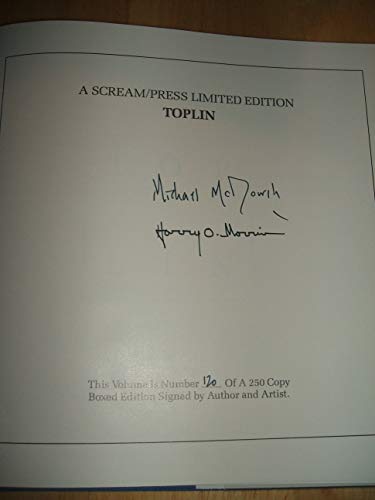 A SCREAM/PRESS LIMITED EDITION
TOPLIN
Michael McDowell
Harry O. Morris
This Volume Is Number 120 Of A 250 Copy
Boxed Edition Signed by Author and Artist.